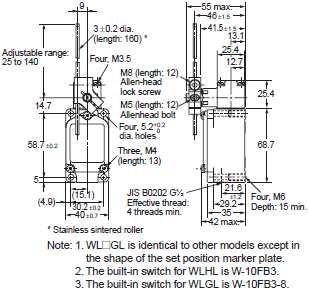 9
3±0.2 dia.
(length: 160) *
Adjustable range:
25 to 140
Four, M3.5
M8 (length: 12)
Allen-head
lock screw
M5 (length: 12)
Allenhead bolt
Four, 5.2+0.2 0
dia. holes
Three, M4
(length: 13)
14.7
58.7 ±0.2
5
(4.9)
(15.1)
30.2±0.2
40±0.7
* Stainless sintered roller
55 max.
46±1.5
41.5±1.5
13.1
25.4
12.7
25.4
68.7
JIS B0202 G½
Effective thread:
4 threads min.
21.6
±1.2
29.2
35
42 max.
Four, M6
Depth: 15 min.
Note: 1. WL□GL is identical to other models except in
the shape of the set position marker plate.
2. The built-in switch for WLHL is W-10FB3.
3. The built-in switch for WLGL is W-10FB3-8.